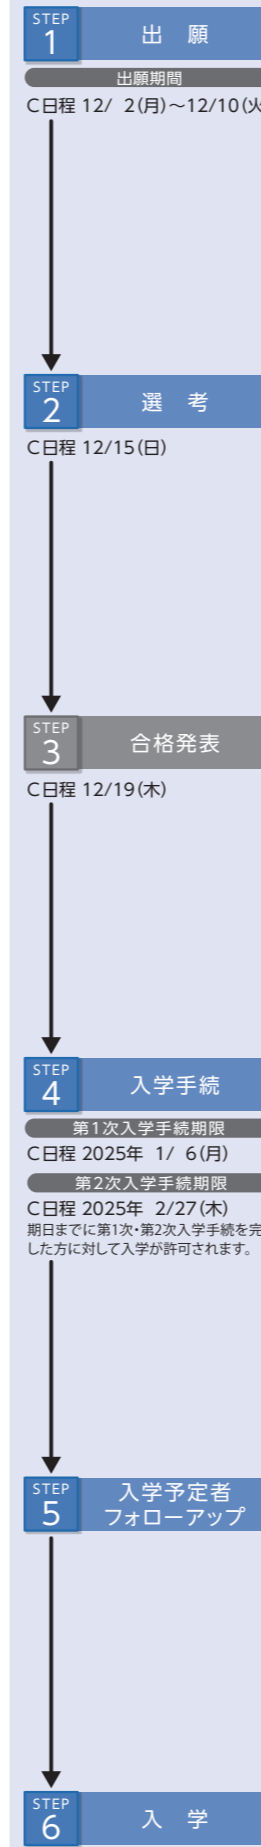 STEP
1
出 願
出願期間
C日程 12/ 2(月)～12/10(火
STEP
2
選 考
C日程 12/15(日)
STEP
3
合格発表
C日程 12/19(木)
STEP
4
入学手続
第1次入学手続期限
C日程 2025年 1/ 6(月)
第2次入学手続期限
C日程 2025年 2/27(木)
期日までに第1次・第2次入学手続を完
した方に対して入学が許可されます。
STEP
5
入学予定者
フォローアップ
STEP
6
入 学